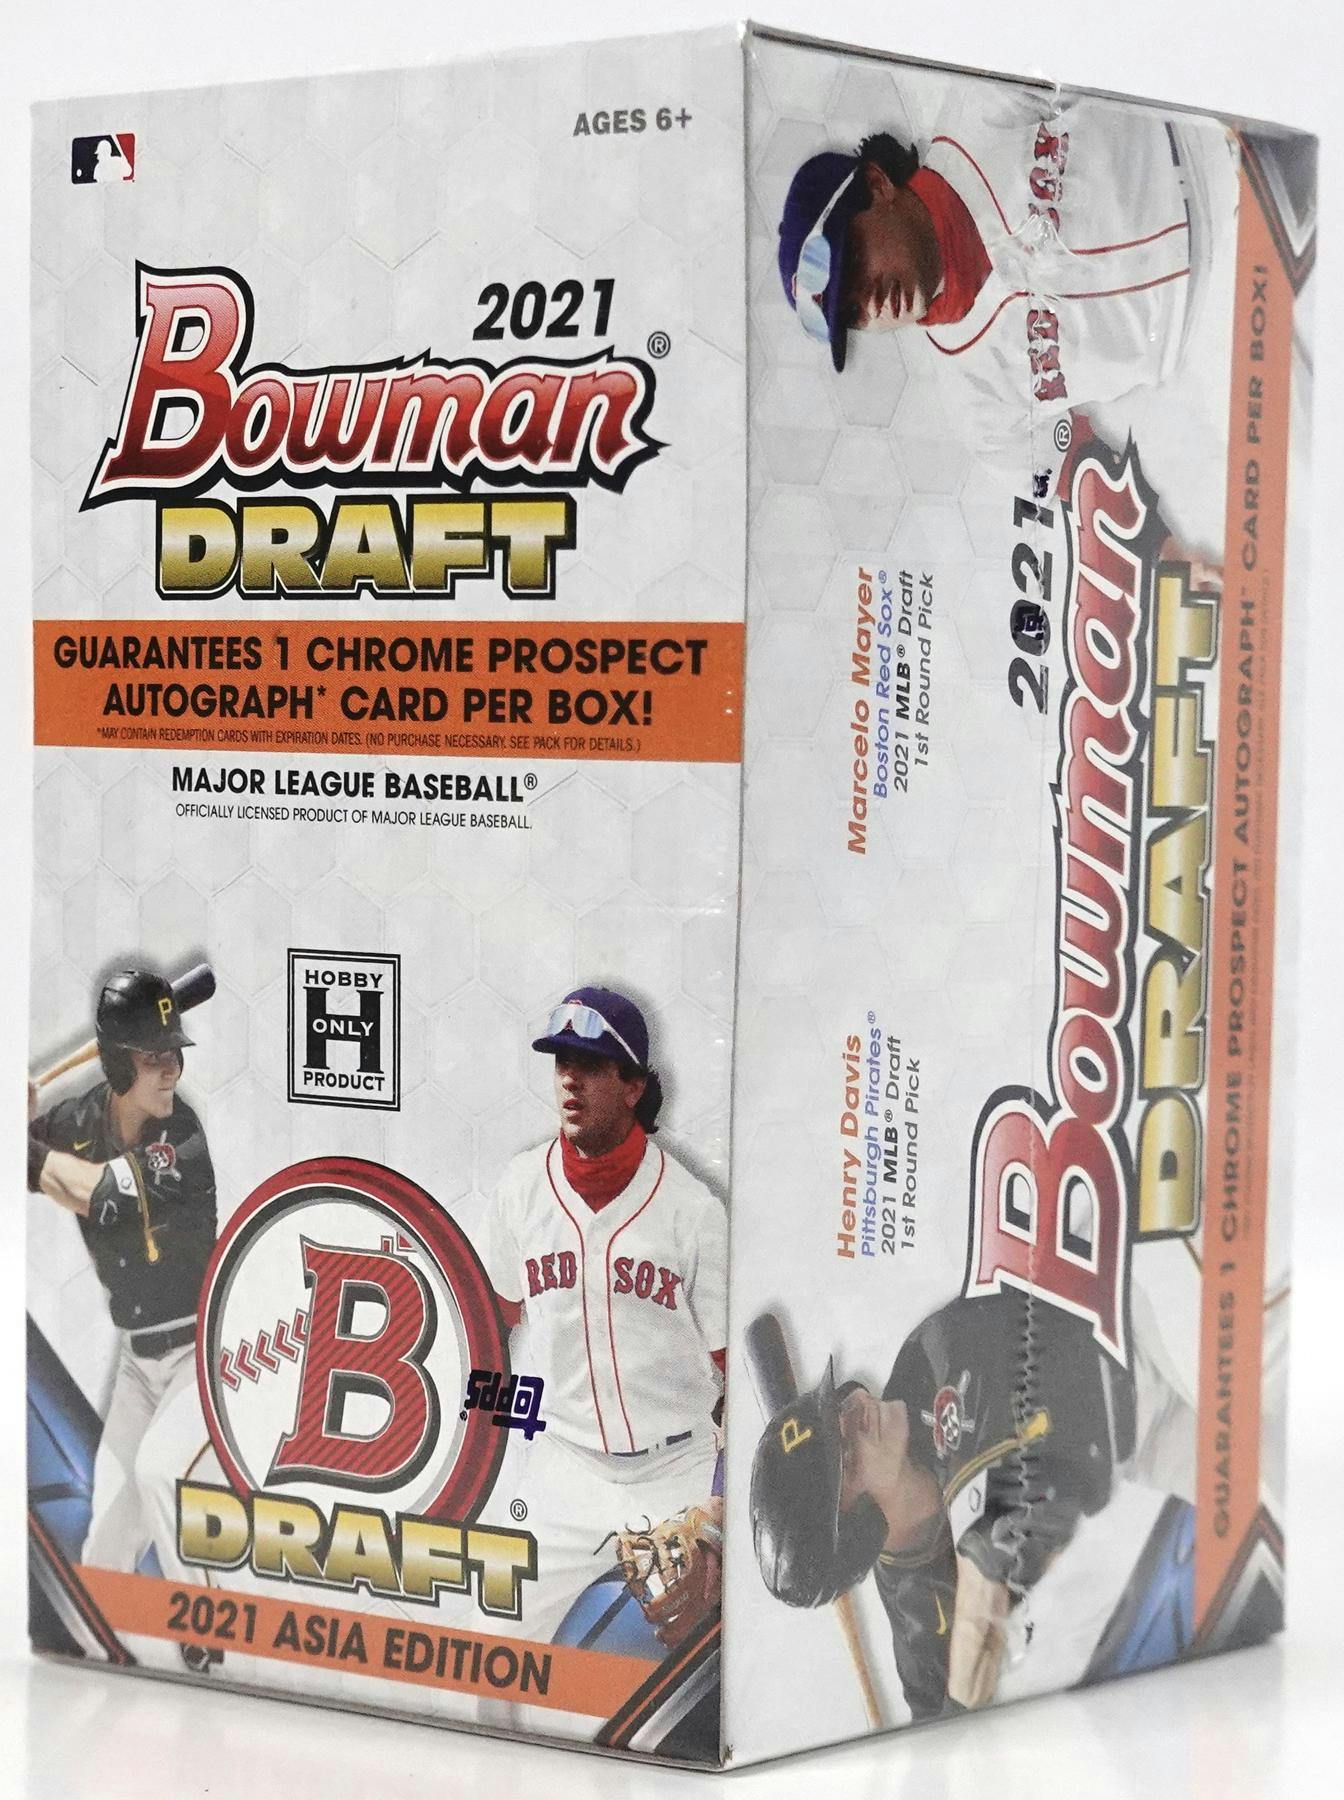 AGES 6+
2021
Bowman®
DRAFT
GUARANTEES 1 CHROME PROSPECT
AUTOGRAPH* CARD PER BOX!
*MAY CONTAIN REDEMPTION CARDS WITH EXPIRATION DATES. (NO PURCHASE NECESSARY. SEE PACK FOR DETAILS.)
MAJOR LEAGUE BASEBALL®
OFFICIALLY LICENSED PRODUCT OF MAJOR LEAGUE BASEBALL.
HOBBY
H
ONLY
PRODUCT
P
RED SOX
B
topps®
DRAFT®
2021 ASIA EDITION
RED SOX
Marcelo Mayer
Boston Red Sox®
2021 MLB® Draft
1st Round Pick
Henry Davis
Pittsburgh Pirates®
2021 MLB® Draft
1st Round Pick
2021
Bowman®
DRAFT
P
GUARANTEES 1 CHROME PROSPECT AUTOGRAPH* CARD PER BOX!